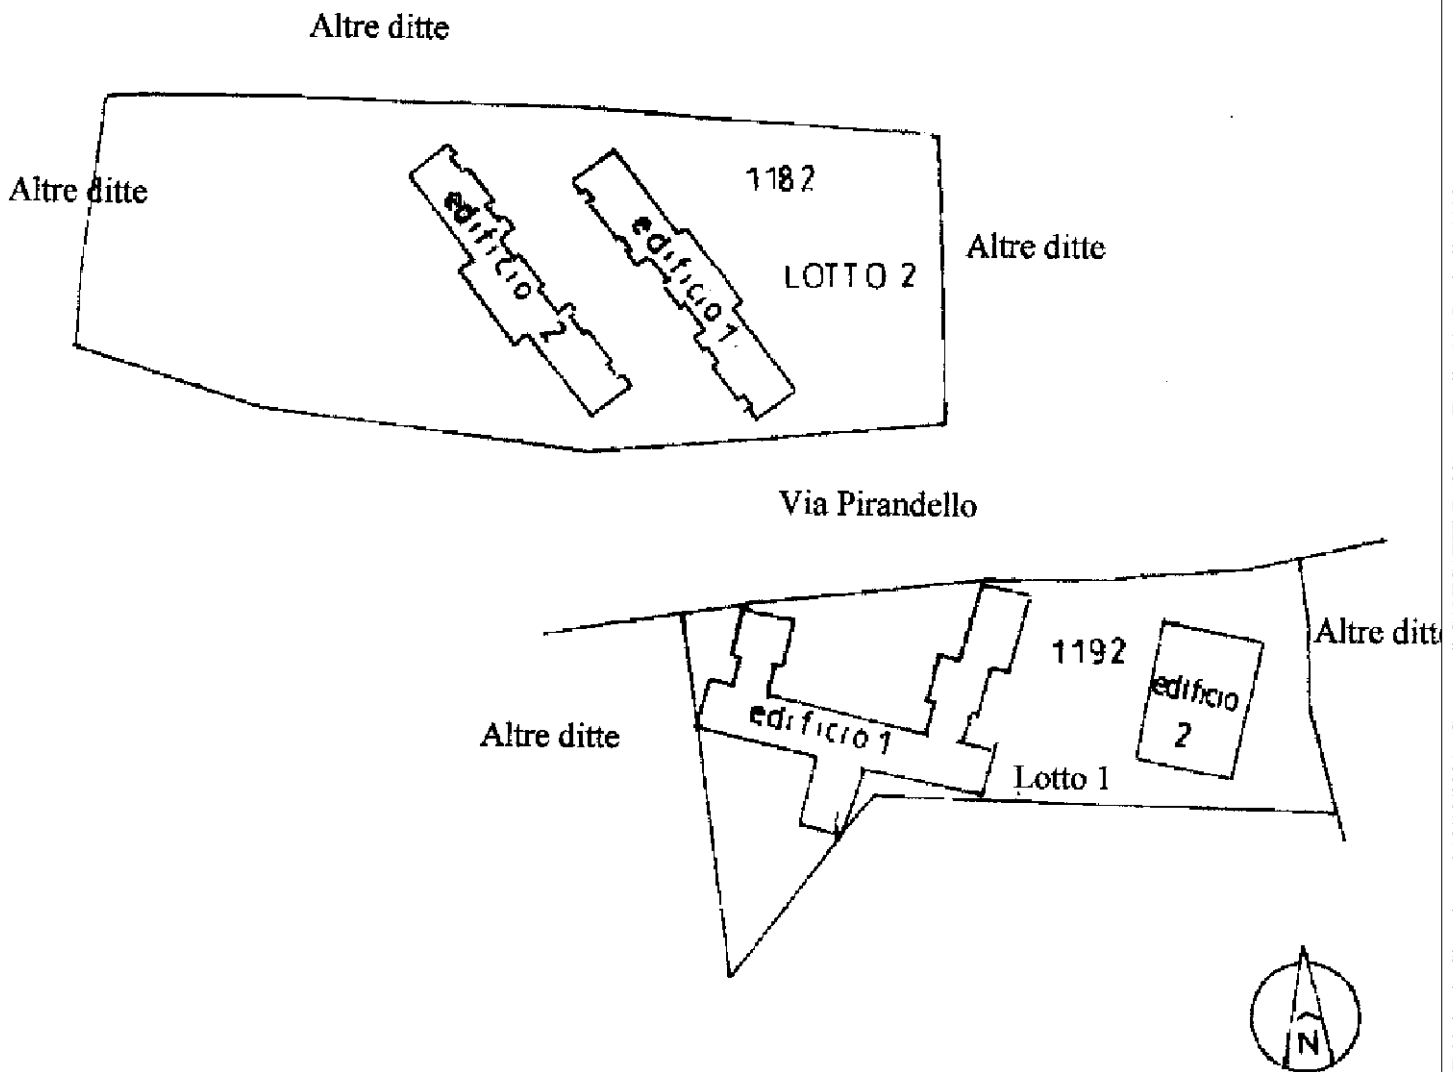 Altre ditte
Altre ditte
1182
edificio 2
edificio 1
Altre ditte
LOTTO 2
Via Pirandello
Altre ditte
1192
edificio
2
edificio 1
Altre ditte
Lotto 1
N